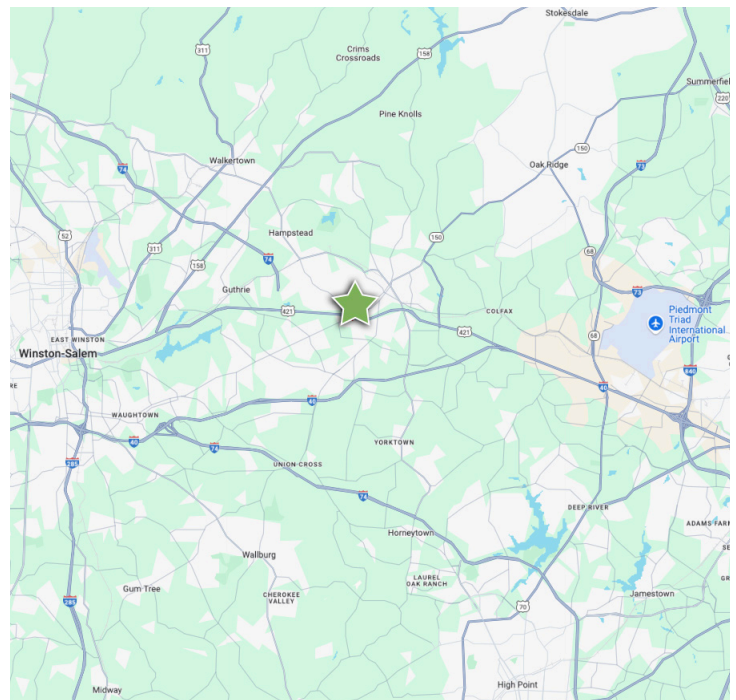 Stokesdale
311
Crims
Crossroads
158
Summerfiel
220
Pine Knolls
150
Walkertown
Oak Ridge
74
73
52
Hampstead
150
68
311
74
158
Guthrie
73
421
COLFAX
Piedmont
Triad
International
Airport
EAST WINSTON
421
68
Winston-Salem
840
40
40
WAUGHTOWN
40
74
YORKTOWN
285
UNION CROSS
74
DEEP RIVER
Horneytown
ADAMS FAR
Wallburg
LAUREL
OAK RANCH
Gum Tree
CHEROKEE
VALLEY
Jamestown
285
70
High Point
Midway